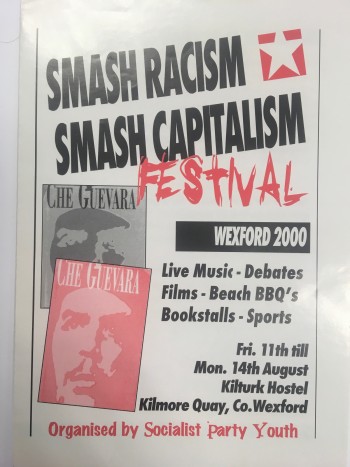 SMASH RACISM
SMASH CAPITALISM
FESTIVAL
CHE GUEVARA
CHE GUEVARA
WEXFORD 2000
Live Music - Debates
Films - Beach BBQ's
Bookstalls - Sports
Fri. 11th till
Mon. 14th August
Kilturk Hostel
Kilmore Quay, Co.Wexford
Organised by Socialist Party Youth